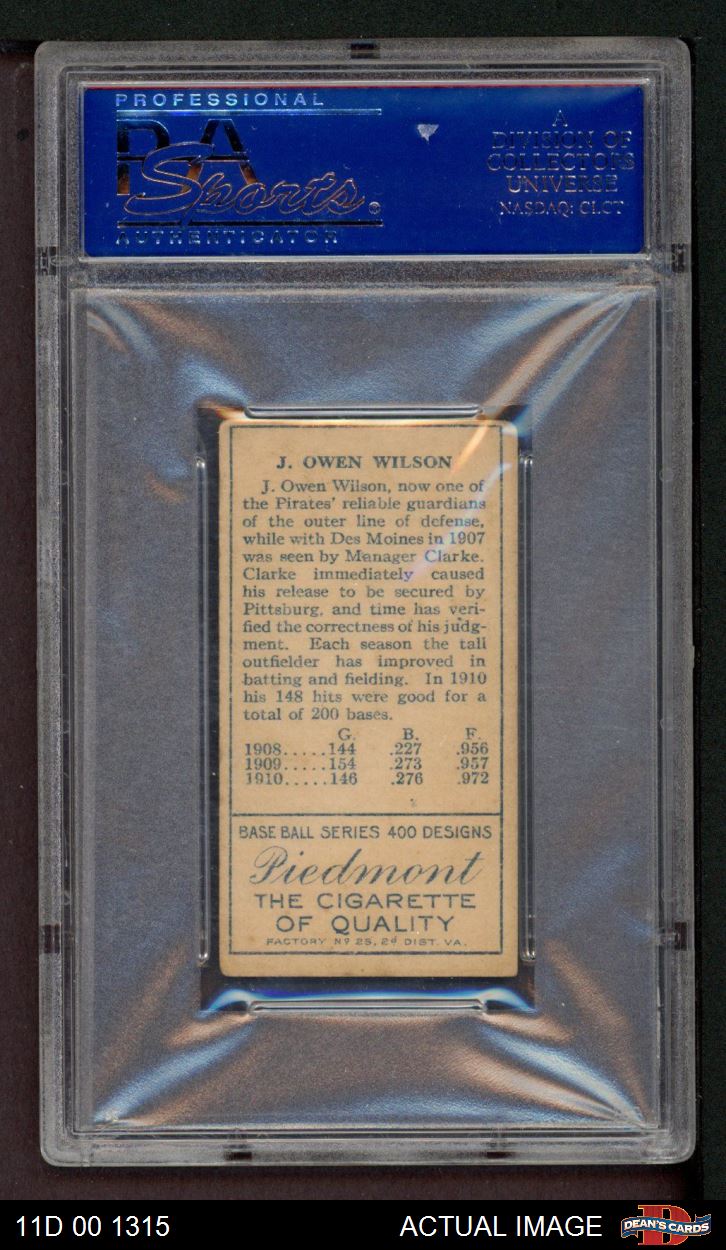 PROFESSIONAL
PSA
Sports®
AUTHENTICATOR
A
DIVISION OF
COLLECTORS
UNIVERSE
NASDAQ: CLCT
J. OWEN WILSON
J. Owen Wilson, now one of
the Pirates' reliable guardians
of the outer line of defense,
while with Des Moines in 1907
was seen by Manager Clarke.
Clarke immediately caused
his release to be secured by
Pittsburg, and time has veri-
fied the correctness of his judg-
ment. Each season the tall
outfielder has improved in
batting and fielding. In 1910
his 148 hits were good for a
total of 200 bases.
G. B. F.
1908.....144 .227 .956
1909.....154 .273 .957
1910.....146 .276 .972
BASE BALL SERIES 400 DESIGNS
Piedmont
THE CIGARETTE
OF QUALITY
FACTORY Nº 25, 2d DIST. VA.
11D 00 1315 ACTUAL IMAGE DEAN'S CARDS